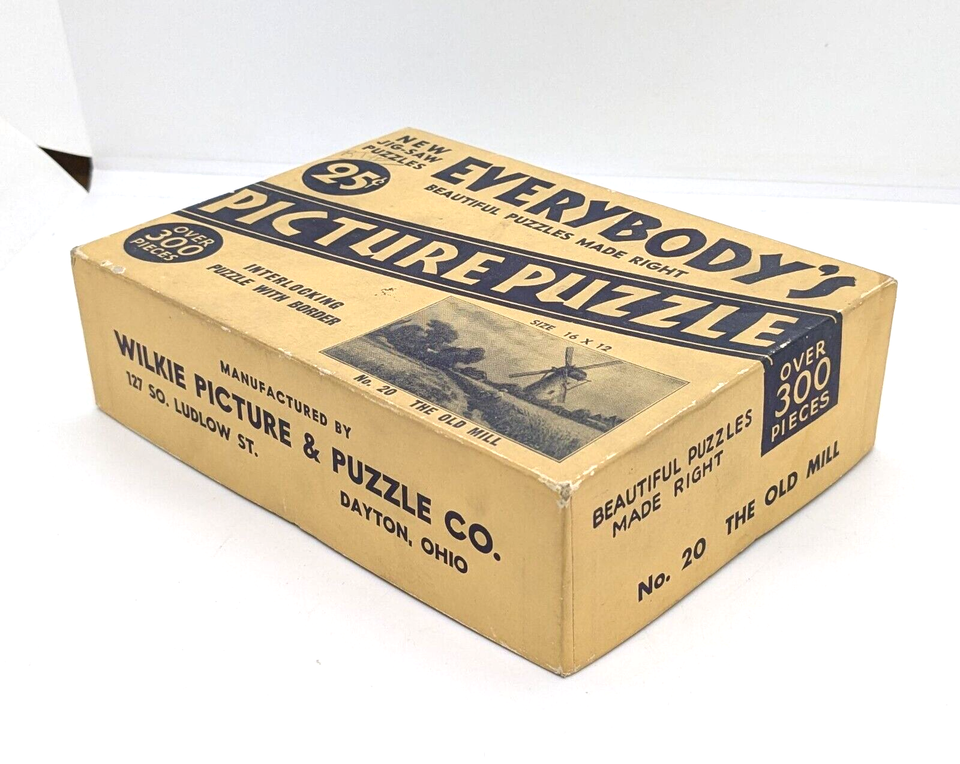 NEW
JIG-SAW
PUZZLES
25¢
EVERYBODY'S
BEAUTIFUL PUZZLES MADE RIGHT
PICTURE PUZZLE
OVER
300
PIECES
INTERLOCKING
PUZZLE WITH BORDER
SIZE 16 X 12
No. 20 THE OLD MILL
MANUFACTURED BY
WILKIE PICTURE & PUZZLE CO.
127 SO. LUDLOW ST.
DAYTON, OHIO
OVER
300
PIECES
BEAUTIFUL PUZZLES
MADE RIGHT
No. 20 THE OLD MILL